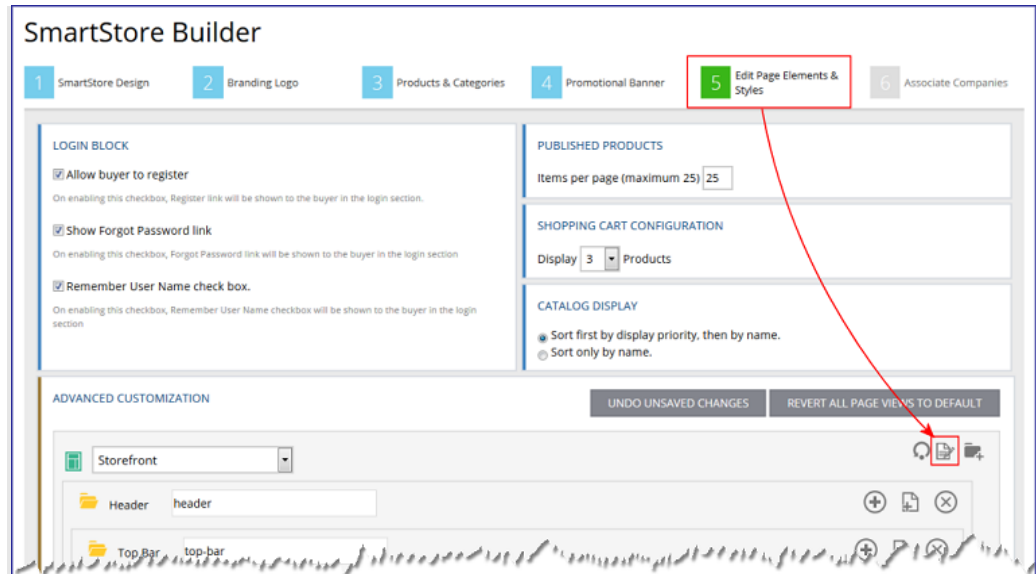 SmartStore Builder
1 SmartStore Design
2 Branding Logo
3 Products & Categories
4 Promotional Banner
5 Edit Page Elements &
Styles
6 Associate Companies
LOGIN BLOCK
Allow buyer to register
On enabling this checkbox, Register link will be shown to the buyer in the login section.
Show Forgot Password link
On enabling this checkbox, Forgot Password link will be shown to the buyer in the login section
Remember User Name check box.
On enabling this checkbox, Remember User Name checkbox will be shown to the buyer in the login
section
PUBLISHED PRODUCTS
Items per page (maximum 25) 25
SHOPPING CART CONFIGURATION
Display 3 Products
CATALOG DISPLAY
Sort first by display priority, then by name.
Sort only by name.
ADVANCED CUSTOMIZATION
UNDO UNSAVED CHANGES
REVERT ALL PAGE VIEWS TO DEFAULT
Storefront
Header header
Top Bar top-bar